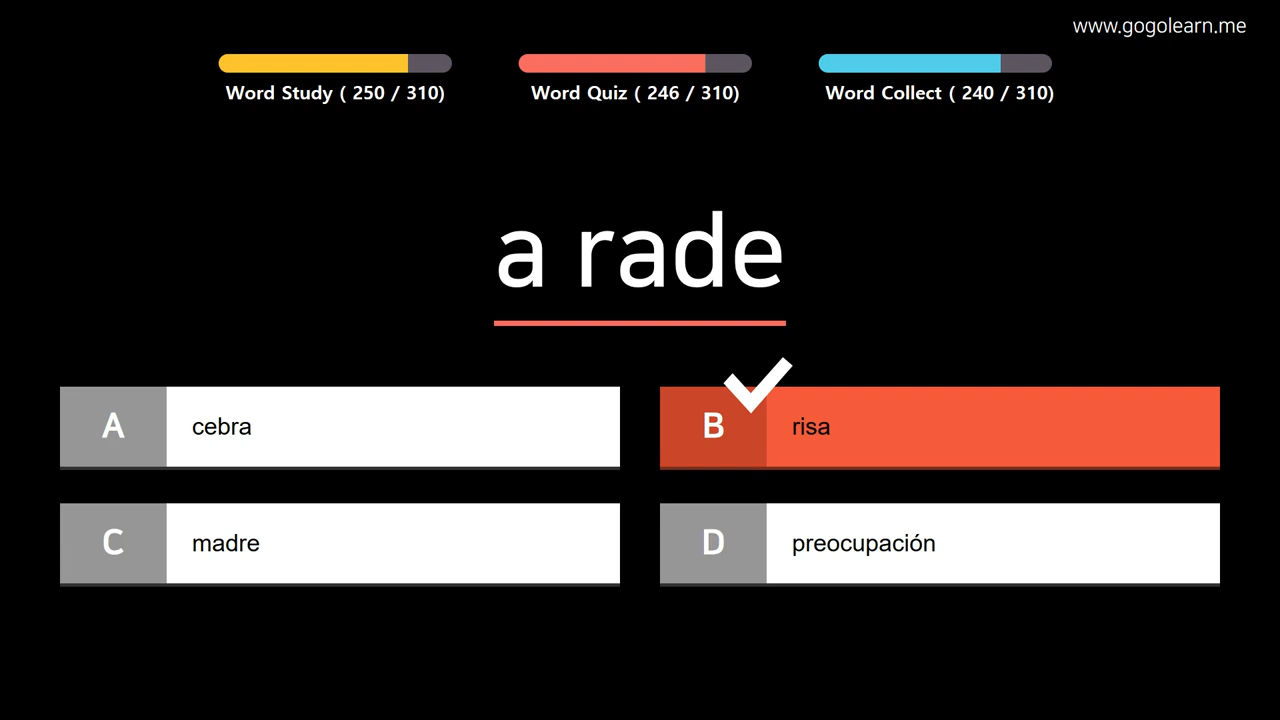 www.gogolearn.me
Word Study ( 250 / 310)
Word Quiz ( 246 / 310)
Word Collect ( 240 / 310)
a rade
A cebra
B risa
C madre
D preocupación